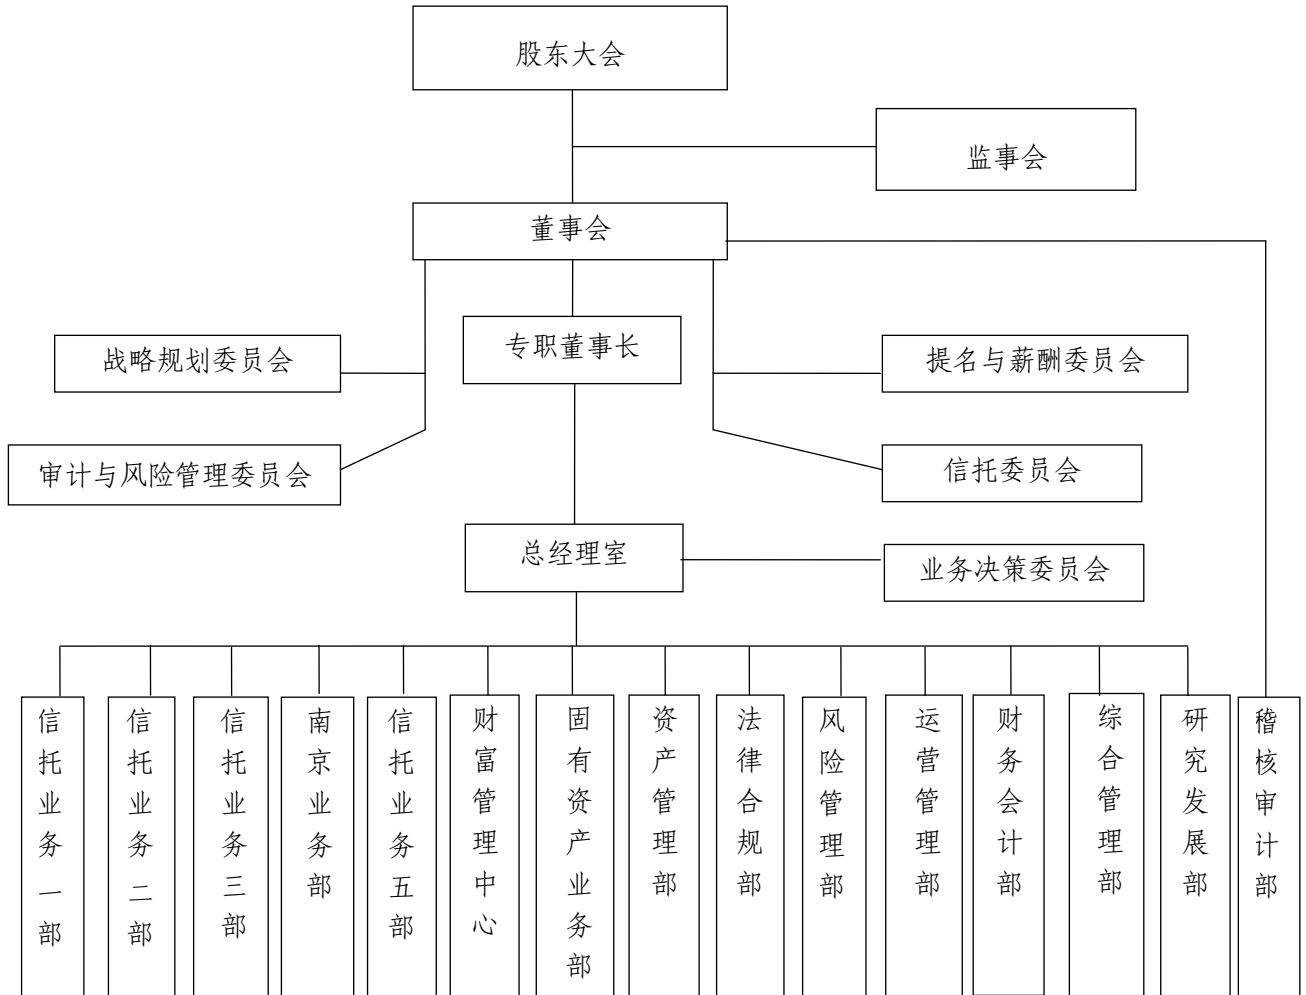 股东大会
监事会
董事会
专职董事长
战略规划委员会
提名与薪酬委员会
审计与风险管理委员会
信托委员会
总经理室
业务决策委员会
信托业务一部
信托业务二部
信托业务三部
南京业务部
信托业务五部
财富管理中心
固有资产业务部
资产管理部
法律合规部
风险管理部
运营管理部
财务会计部
综合管理部
研究发展部
稽核审计部